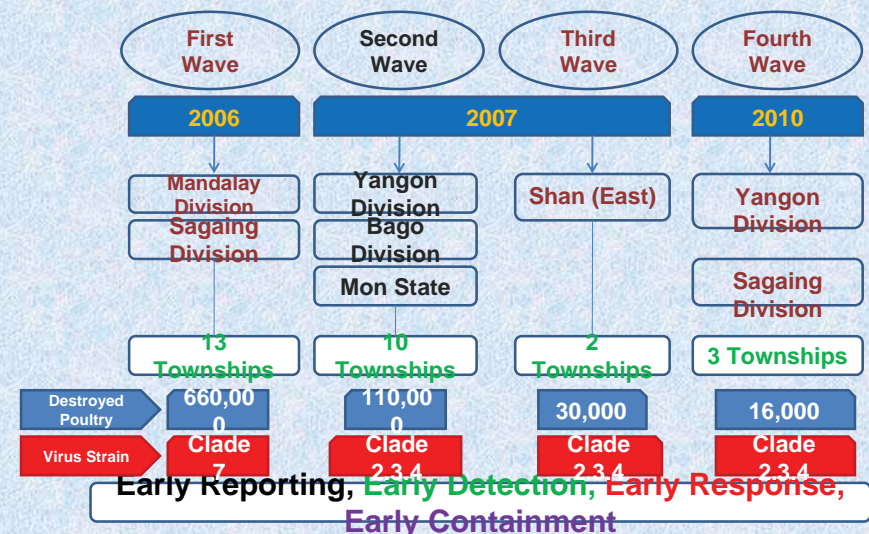 First
Wave
Second
Wave
Third
Wave
Fourth
Wave
2006
2007
2010
Mandalay
Division
Sagaing
Division
Yangon
Division
Bago
Division
Mon State
Shan (East)
Yangon
Division
Sagaing
Division
13
Townships
10
Townships
2
Townships
3 Townships
Destroyed
Poultry
660,00
0
110,00
0
30,000
16,000
Virus Strain
Clade
7
Clade
2.3.4
Clade
2.3.4
Clade
2.3.4
Early Reporting, Early Detection, Early Response,
Early Containment